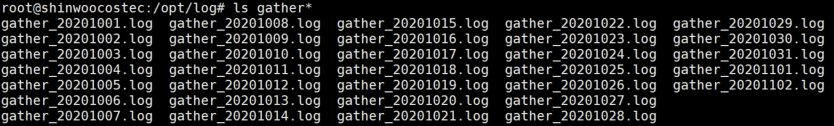 root@shinwoocostec:/opt/log# ls gather*
gather_20201001.log gather_20201008.log gather_20201015.log gather_20201022.log gather_20201029.log
gather_20201002.log gather_20201009.log gather_20201016.log gather_20201023.log gather_20201030.log
gather_20201003.log gather_20201010.log gather_20201017.log gather_20201024.log gather_20201031.log
gather_20201004.log gather_20201011.log gather_20201018.log gather_20201025.log gather_20201101.log
gather_20201005.log gather_20201012.log gather_20201019.log gather_20201026.log gather_20201102.log
gather_20201006.log gather_20201013.log gather_20201020.log gather_20201027.log
gather_20201007.log gather_20201014.log gather_20201021.log gather_20201028.log